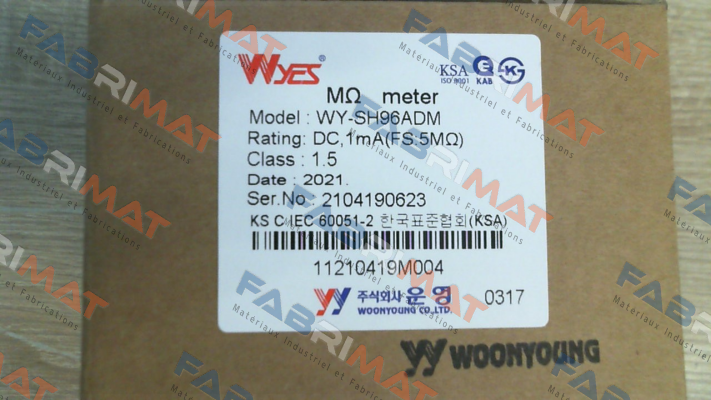 WYES®
KSA
ISO 9001
KAB
MΩ meter
Model : WY-SH96ADM
Rating: DC,1mA(FS:5MΩ)
Class : 1.5
Date : 2021.
Ser.No : 2104190623
KS C IEC 60051-2 한국표준협회(KSA)
11210419M004
주식회사 운영
WOONYOUNG CO.,LTD.
0317
WOONYOUNG
FABRIMAT
Matériaux Industriel et Fabrications